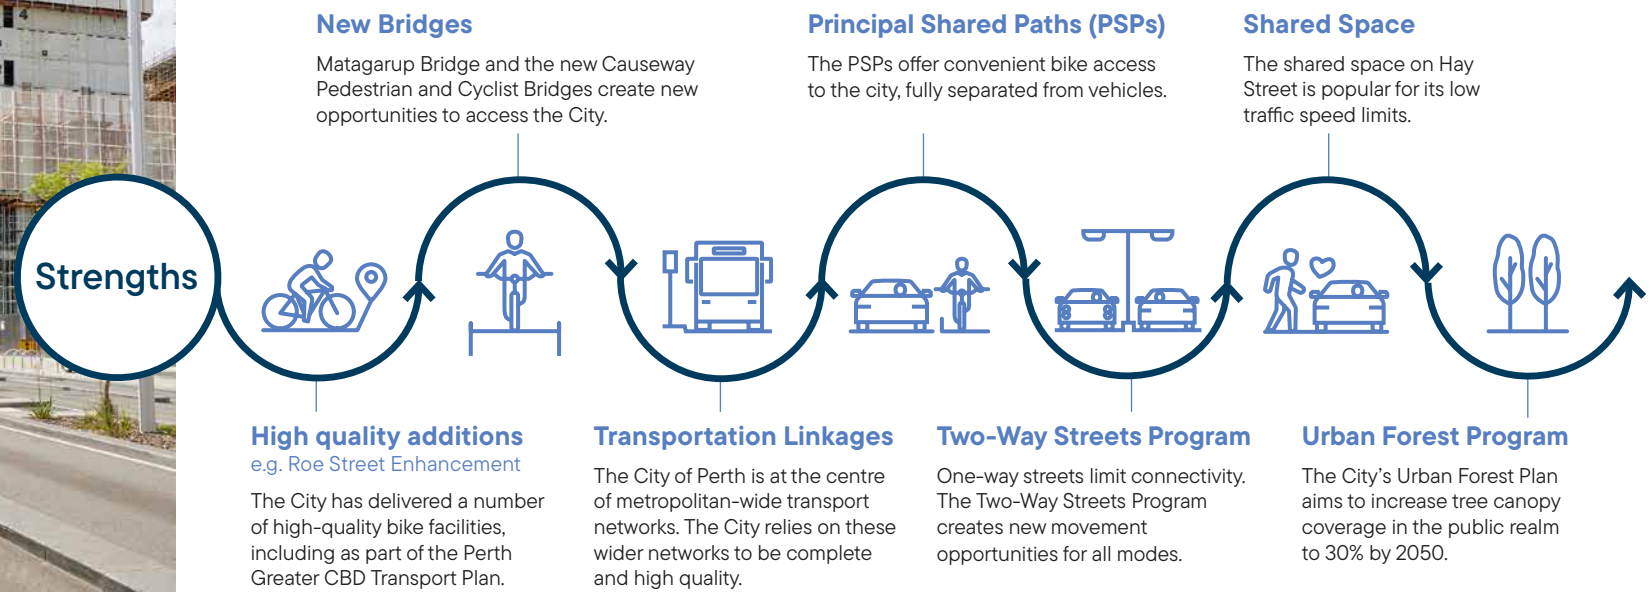 Strengths
New Bridges
Matagarup Bridge and the new Causeway
Pedestrian and Cyclist Bridges create new
opportunities to access the City.
Principal Shared Paths (PSPs)
The PSPs offer convenient bike access
to the city, fully separated from vehicles.
Shared Space
The shared space on Hay
Street is popular for its low
traffic speed limits.
High quality additions
e.g. Roe Street Enhancement
The City has delivered a number
of high-quality bike facilities,
including as part of the Perth
Greater CBD Transport Plan.
Transportation Linkages
The City of Perth is at the centre
of metropolitan-wide transport
networks. The City relies on these
wider networks to be complete
and high quality.
Two-Way Streets Program
One-way streets limit connectivity.
The Two-Way Streets Program
creates new movement
opportunities for all modes.
Urban Forest Program
The City’s Urban Forest Plan
aims to increase tree canopy
coverage in the public realm
to 30% by 2050.